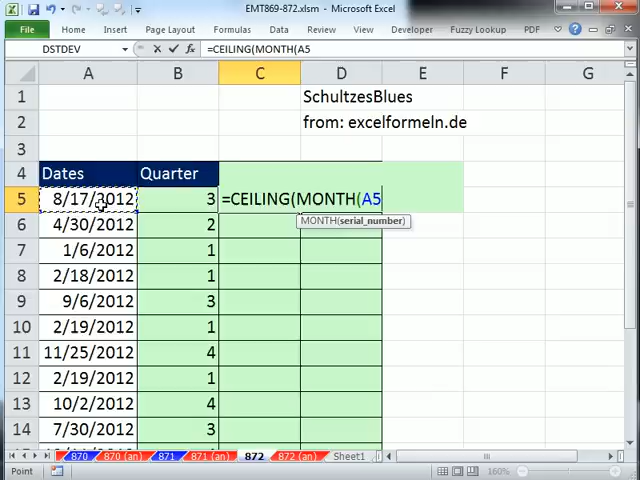 EMT869-872.xlsm - Microsoft Excel
File Home Insert Page Layout Formulas Data Review View Developer Fuzzy Lookup
DSTDEV =CEILING(MONTH(A5
A B C D E F G
1 SchultzesBlues
2 from: excelformeln.de
3
4 Dates Quarter
5 8/17/2012 3 =CEILING(MONTH(A5
MONTH(serial_number)
6 4/30/2012 2
7 1/6/2012 1
8 2/18/2012 1
9 9/6/2012 3
10 2/19/2012 1
11 11/25/2012 4
12 2/19/2012 1
13 10/2/2012 4
14 7/30/2012 3
870 870 (an) 871 871 (an) 872 872 (an) Sheet1
Point 160%